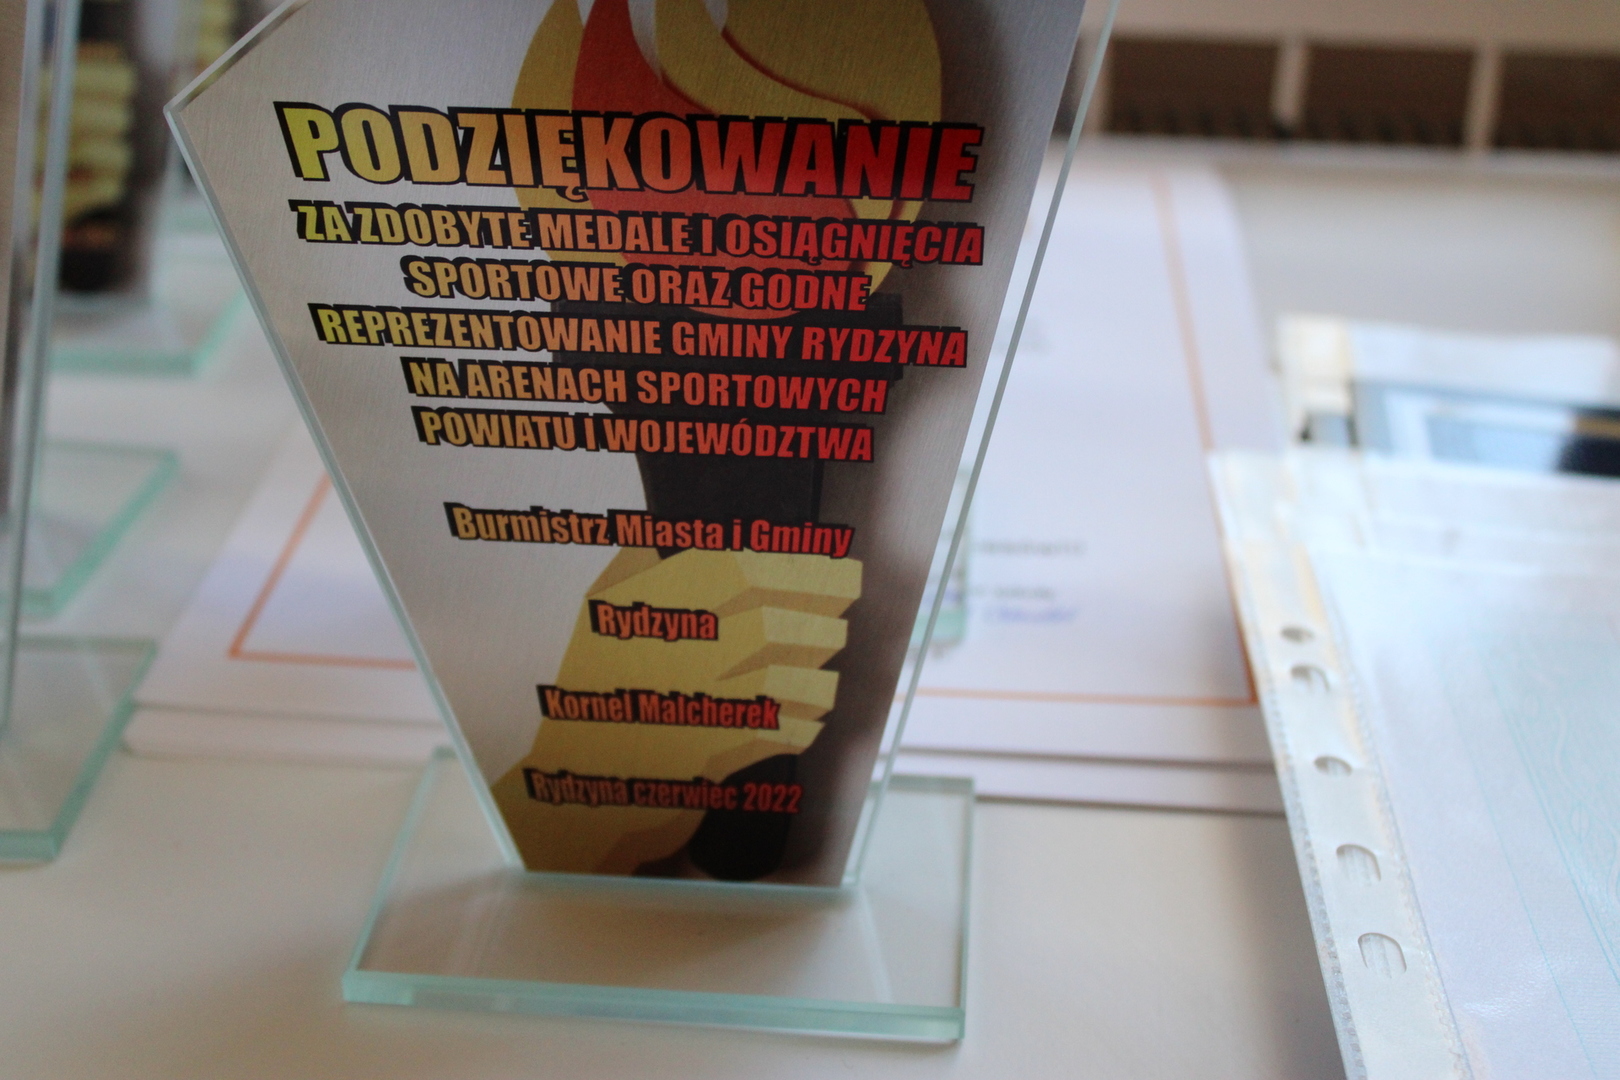 PODZIĘKOWANIE
ZA ZDOBYTE MEDALE I OSIĄGNIĘCIA
SPORTOWE ORAZ GODNE
REPREZENTOWANIE GMINY RYDZYNA
NA ARENACH SPORTOWYCH
POWIATU I WOJEWÓDZTWA
Burmistrz Miasta i Gminy
Rydzyna
Kornel Malcherek
Rydzyna czerwiec 2022